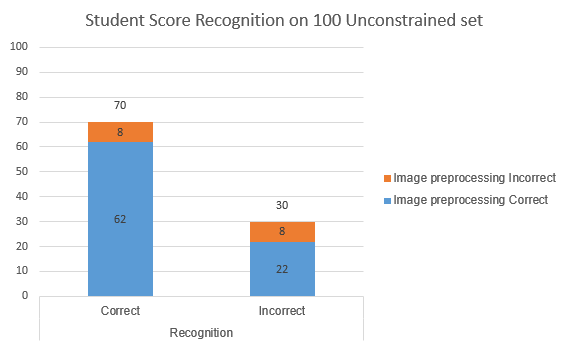 Student Score Recognition on 100 Unconstrained set
100
90
80
70
60
50
40
30
20
10
0
70
8
62
30
8
22
Correct
Incorrect
Recognition
Image preprocessing Incorrect
Image preprocessing Correct